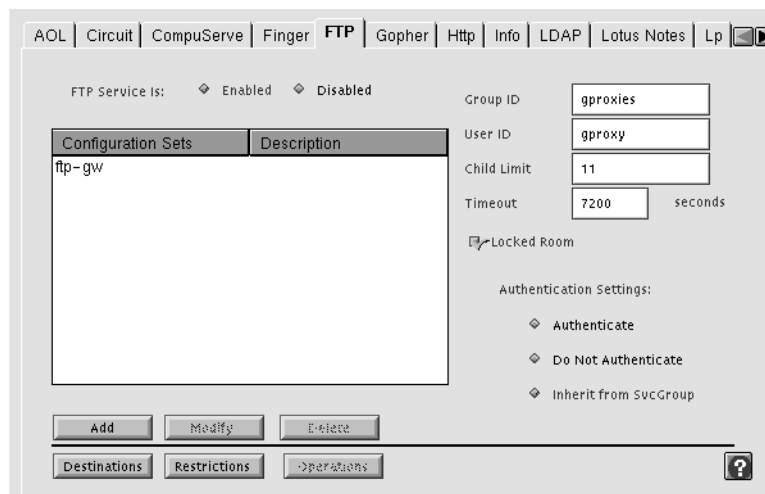 AOL Circuit CompuServe Finger FTP Gopher Http Info LDAP Lotus Notes Lp
FTP Service Is: Enabled Disabled
Group ID gproxies
User ID gproxy
Child Limit 11
Timeout 7200 seconds
Locked Room
Configuration Sets Description
ftp-gw
Authentication Settings:
Authenticate
Do Not Authenticate
Inherit from SvcGroup
Add Modify Delete
Destinations Restrictions Operations ?